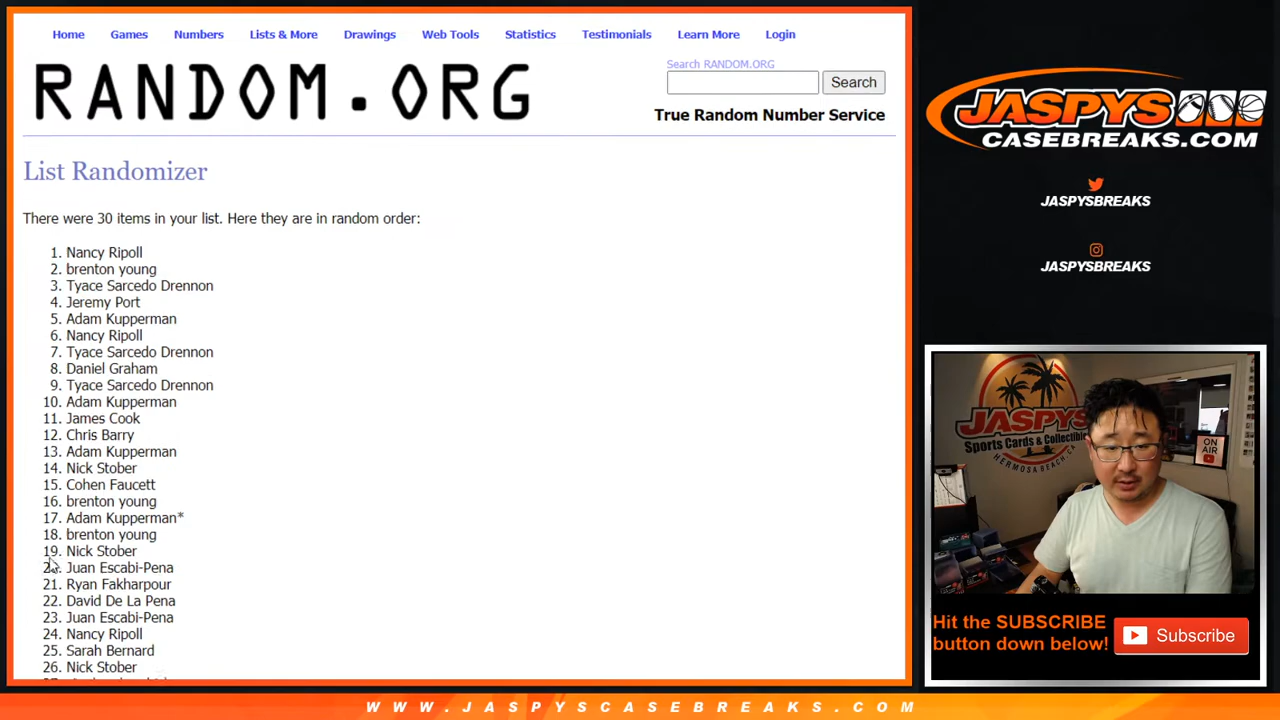 Home Games Numbers Lists & More Drawings Web Tools Statistics Testimonials Learn More Login
RANDOM.ORG
Search RANDOM.ORG
Search
True Random Number Service
List Randomizer
There were 30 items in your list. Here they are in random order:
1. Nancy Ripoll
2. brenton young
3. Tyace Sarcedo Drennon
4. Jeremy Port
5. Adam Kupperman
6. Nancy Ripoll
7. Tyace Sarcedo Drennon
8. Daniel Graham
9. Tyace Sarcedo Drennon
10. Adam Kupperman
11. James Cook
12. Chris Barry
13. Adam Kupperman
14. Nick Stober
15. Cohen Faucett
16. brenton young
17. Adam Kupperman*
18. brenton young
19. Nick Stober
20. Juan Escabi-Pena
21. Ryan Fakharpour
22. David De La Pena
23. Juan Escabi-Pena
24. Nancy Ripoll
25. Sarah Bernard
26. Nick Stober
JASPYS
CASEBREAKS.COM
JASPYSBREAKS
JASPYSBREAKS
JASPYS
Sports Cards & Collectibles
HERMOSA BEACH, CA
ON AIR
Hit the SUBSCRIBE
button down below!
Subscribe
WWW.JASPYSCASEBREAKS.COM